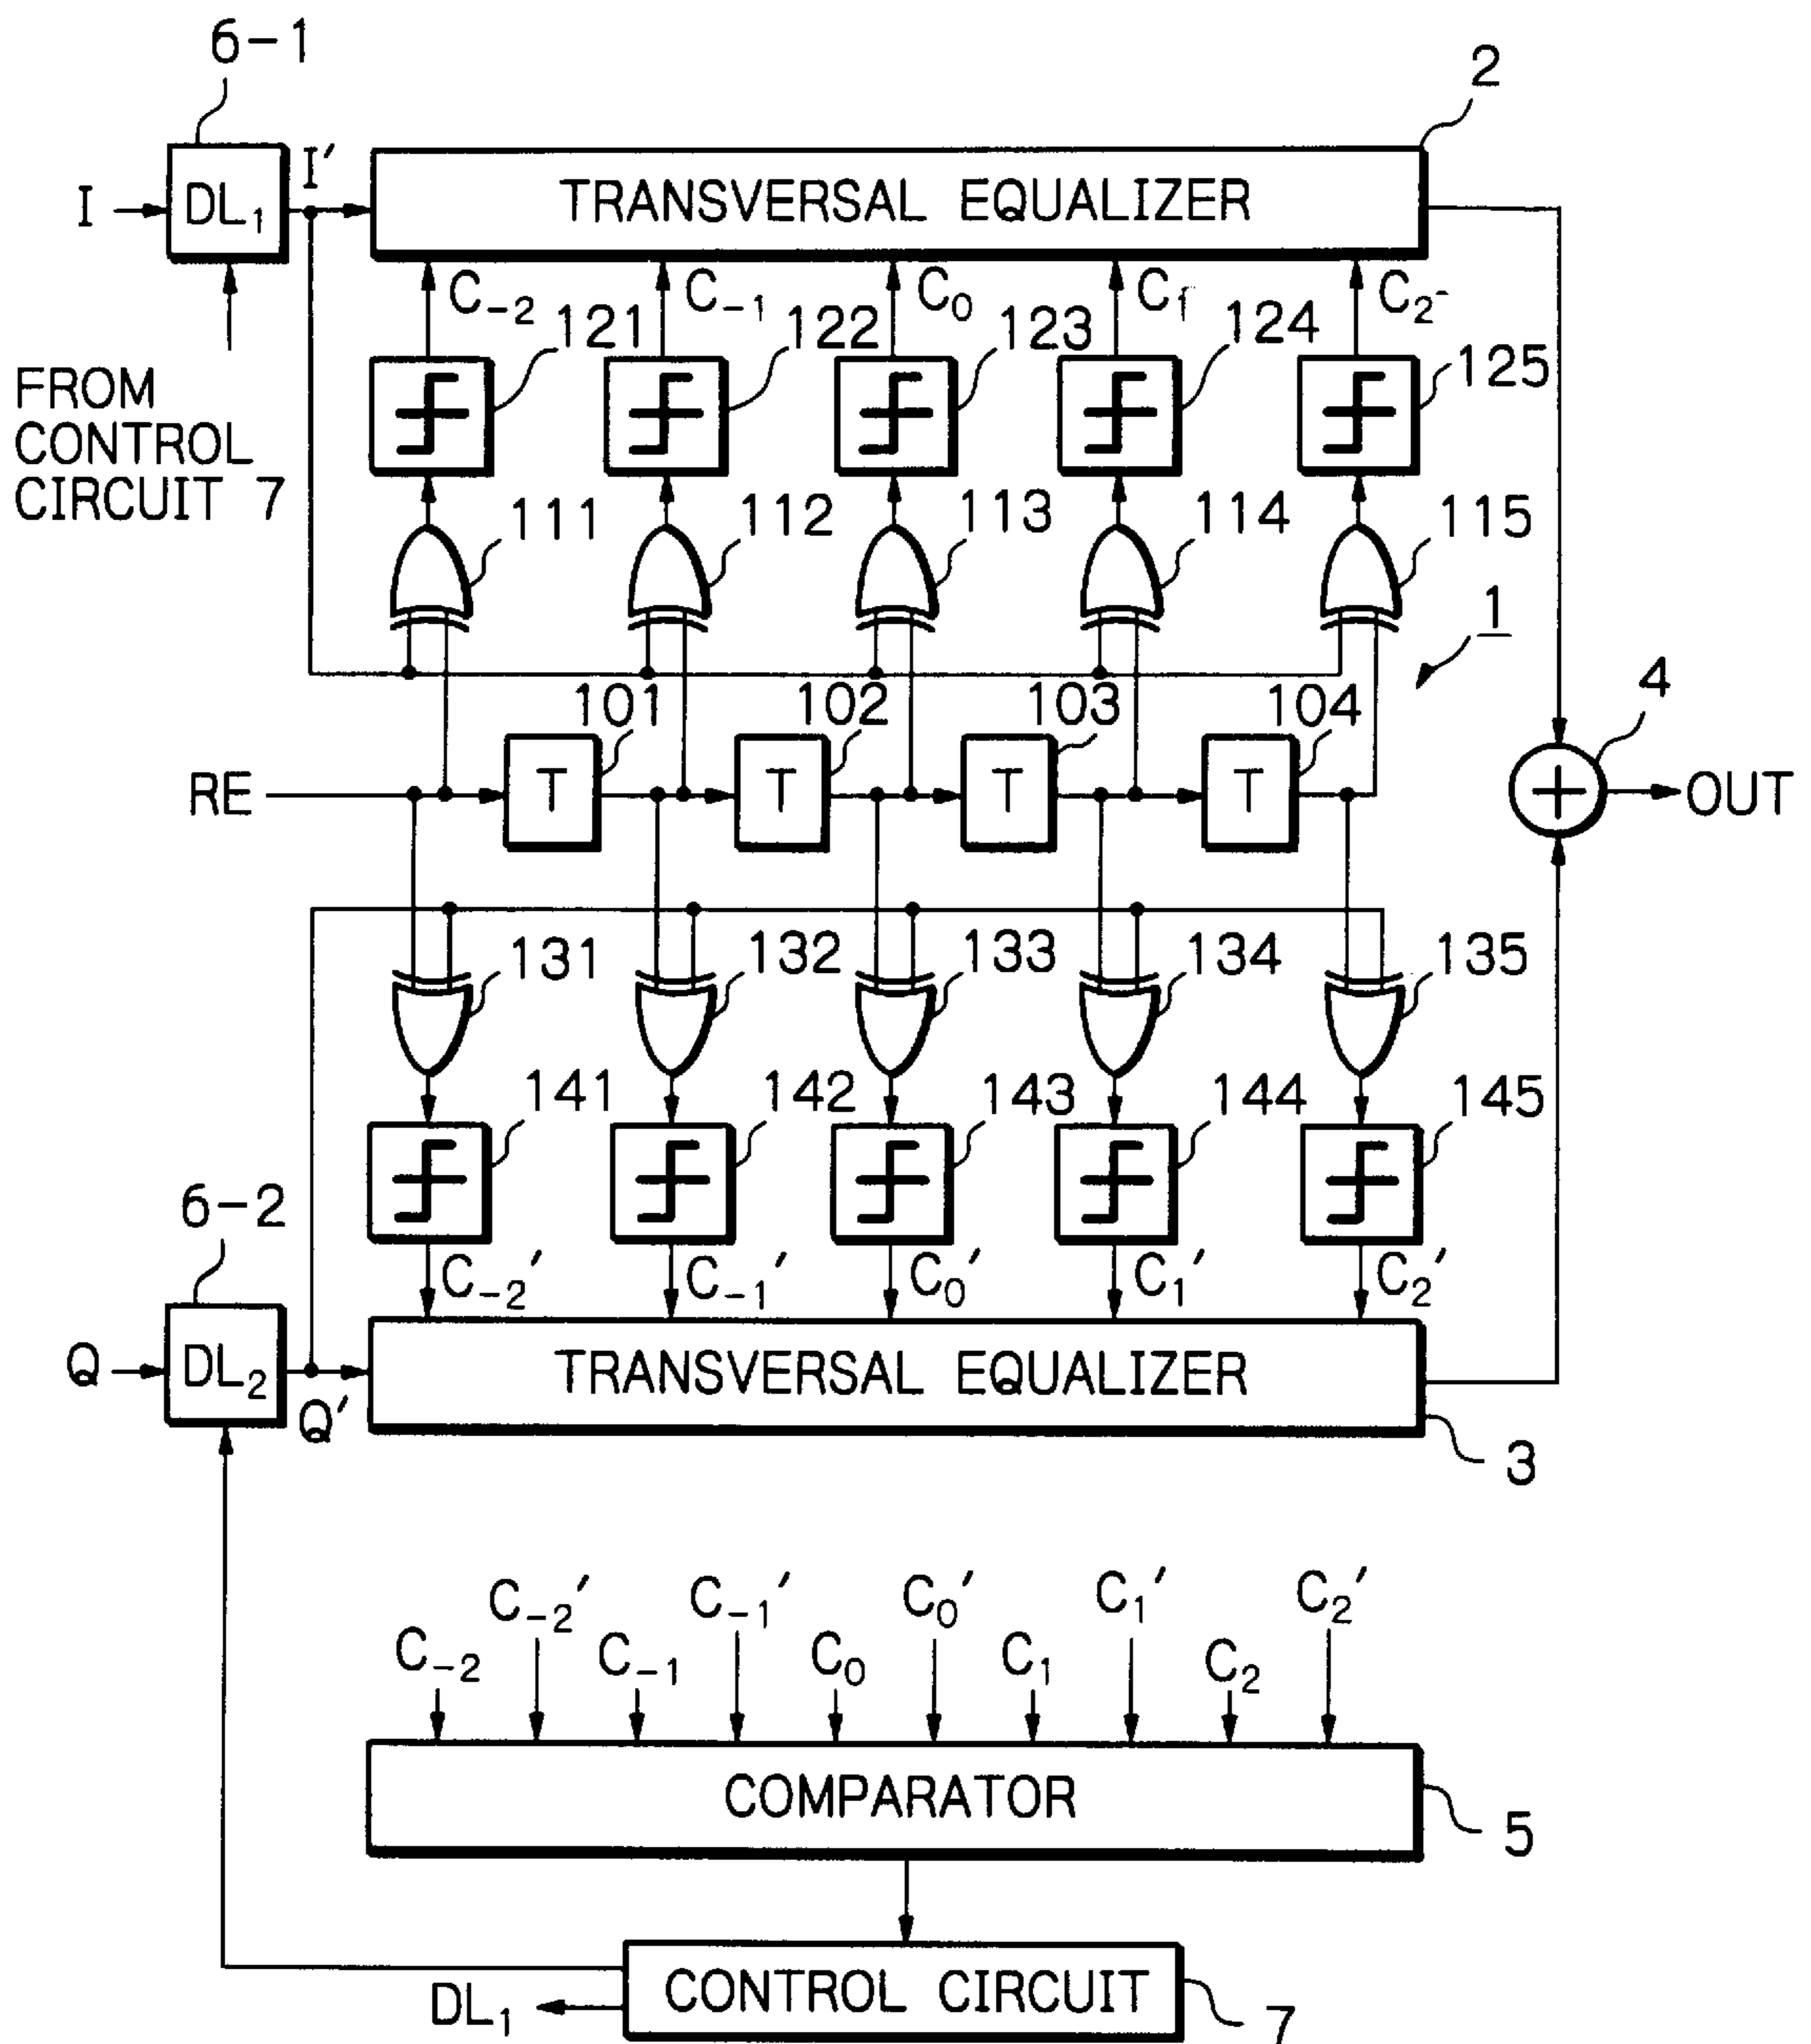 6-1
2
I
DL₁
I′
TRANSVERSAL EQUALIZER
C₋₂
C₋₁
C₀
C₁
C₂
121
122
123
124
125
FROM
CONTROL
CIRCUIT 7
111
112
113
114
115
1
101
102
103
104
4
RE
T
T
T
T
OUT
131
132
133
134
135
141
142
143
144
145
6-2
C₋₂′
C₋₁′
C₀′
C₁′
C₂′
Q
DL₂
Q′
TRANSVERSAL EQUALIZER
3
C₋₂
C₋₂′
C₋₁
C₋₁′
C₀
C₀′
C₁
C₁′
C₂
C₂′
COMPARATOR
5
DL₁
CONTROL CIRCUIT
7